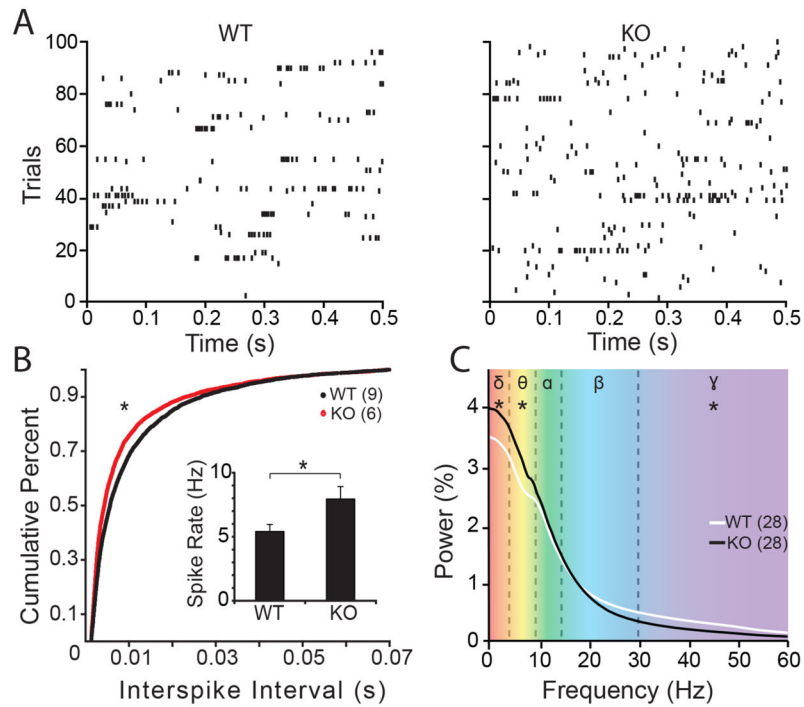 A
WT
KO
Trials
100
80
60
40
20
0
0 0.1 0.2 0.3 0.4 0.5
Time (s)
0 0.1 0.2 0.3 0.4 0.5
Time (s)
B
Cumulative Percent
0.9
0.7
0.5
0.3
0.1
*
WT (9)
KO (6)
Spike Rate (Hz)
10
5
0
*
WT KO
0 0.01 0.03 0.05 0.07
Interspike Interval (s)
C
δ θ α β ɣ
* * *
Power (%)
4
3
2
1
0
WT (28)
KO (28)
0 10 20 30 40 50 60
Frequency (Hz)